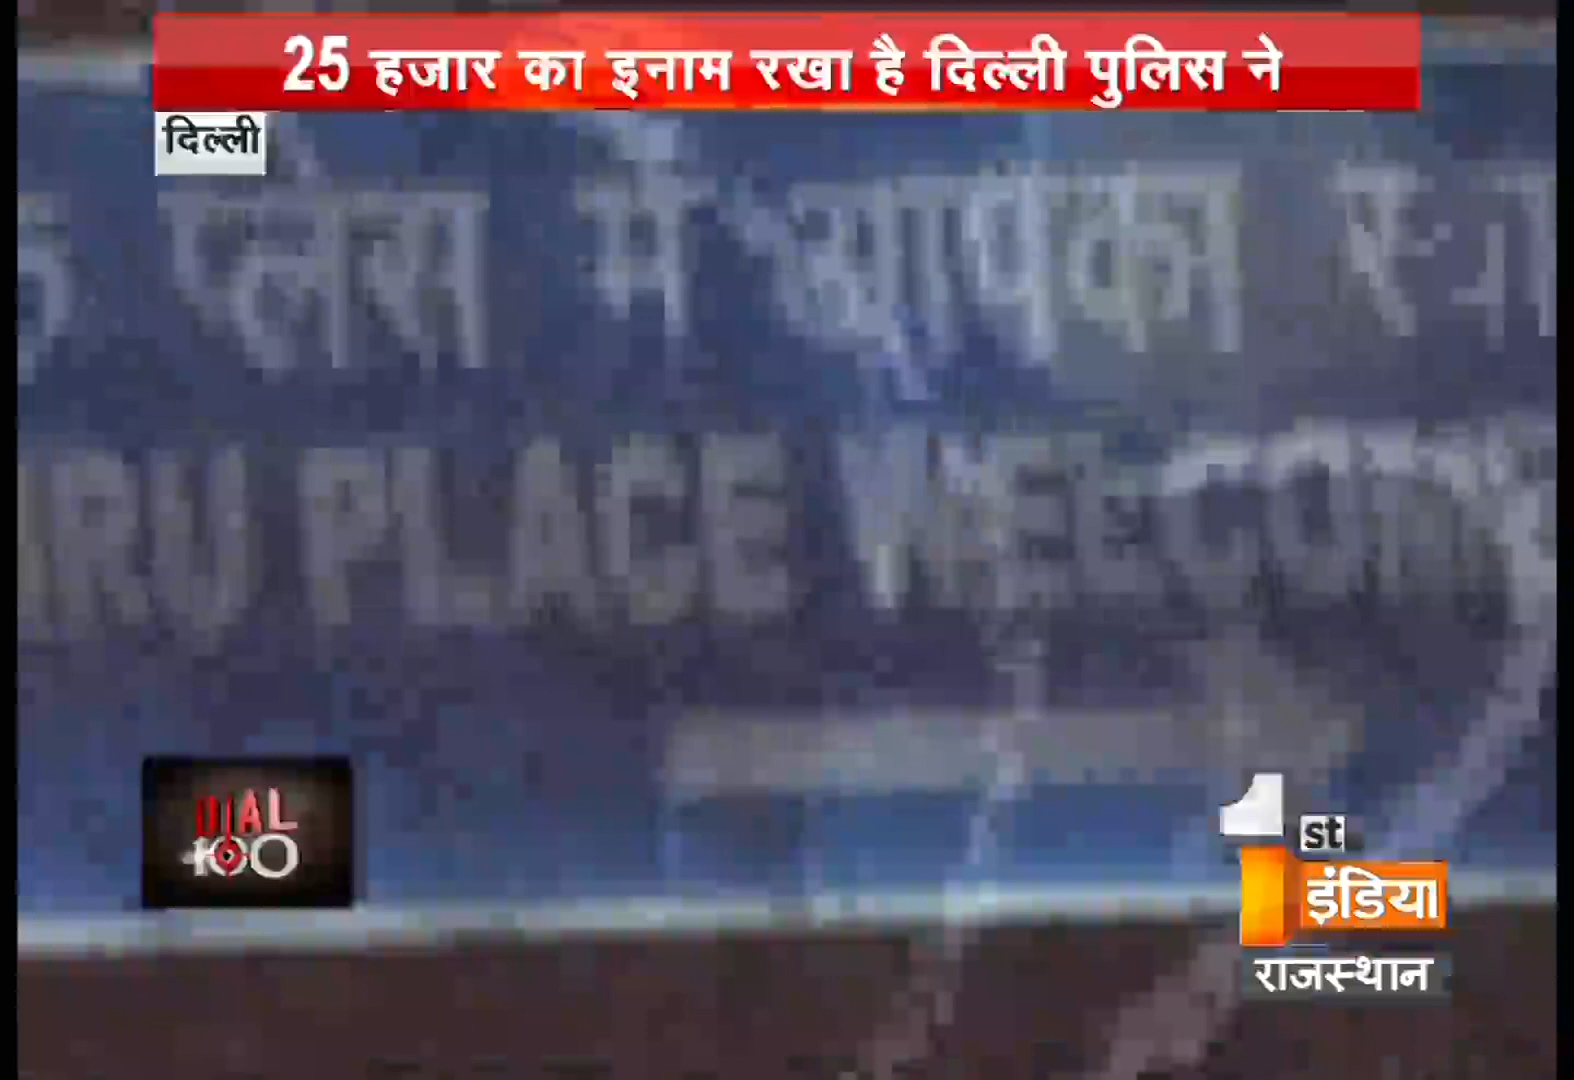 25 हजार का इनाम रखा है दिल्ली पुलिस ने
दिल्ली
में आपका
RU PLACE WELCOM
DIAL
100
1st
इंडिया
राजस्थान